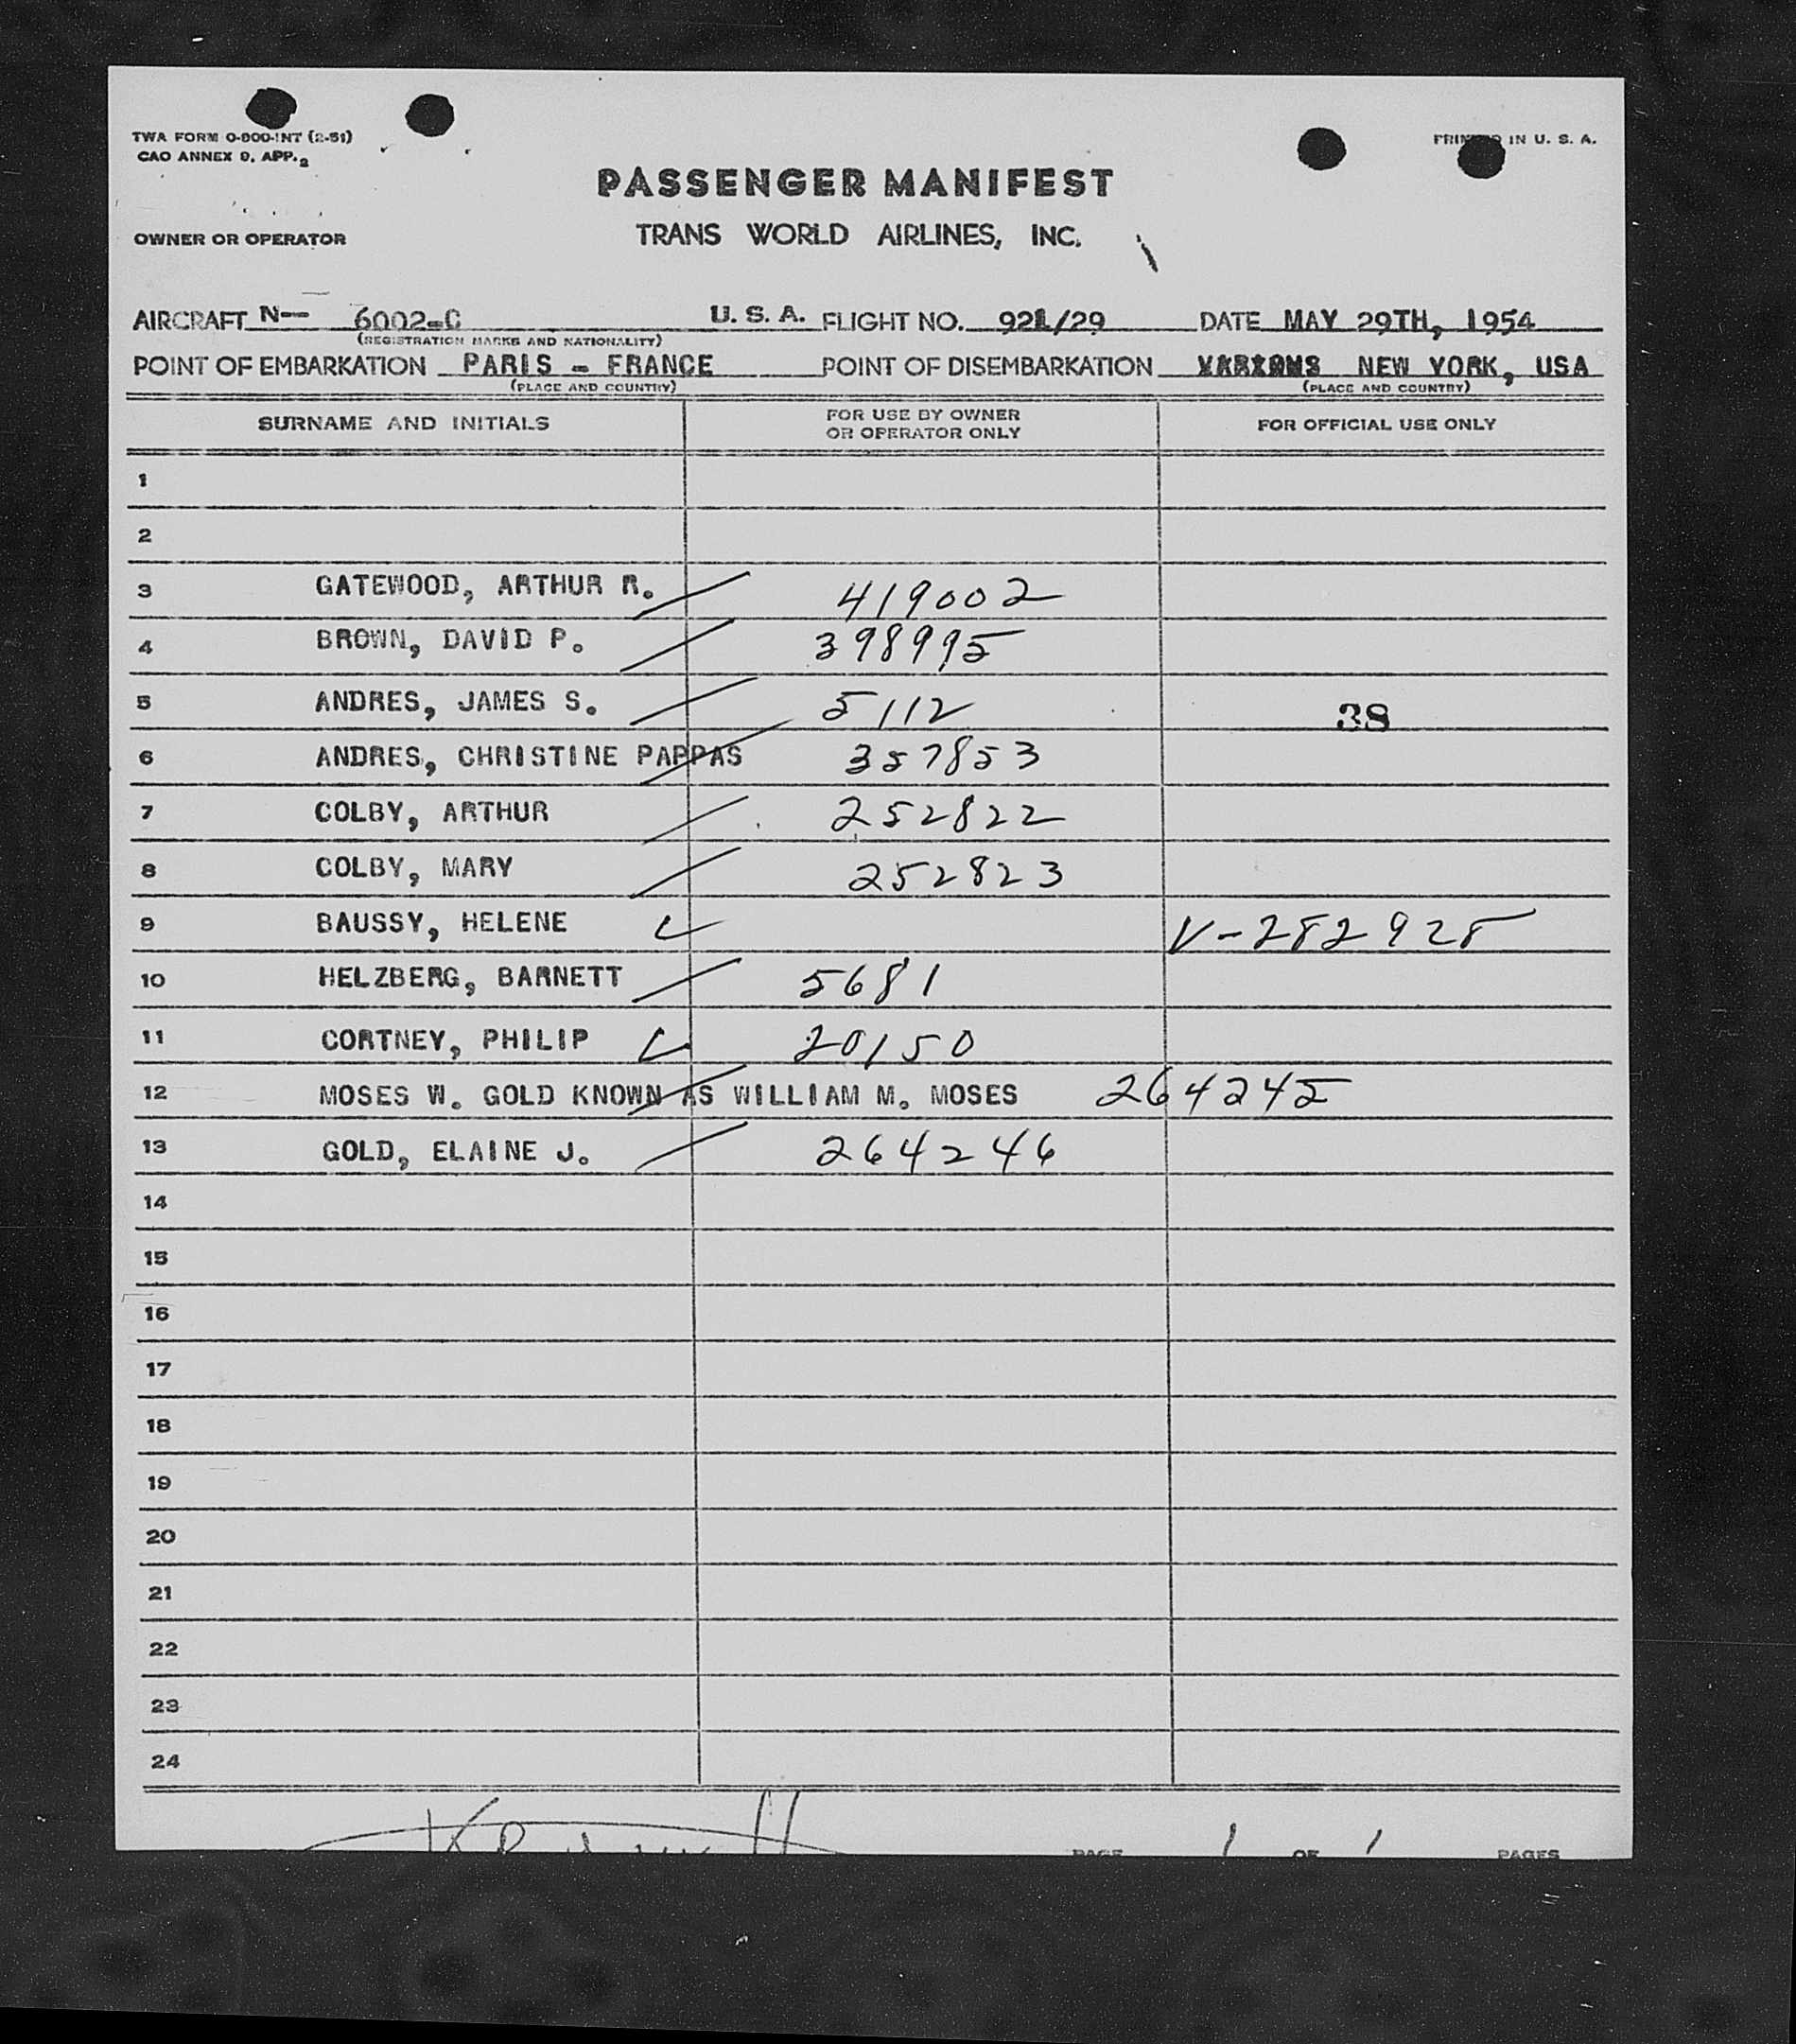 TWA FORM O-800-INT (2-51)
CAO ANNEX 9, APP. 2
PRINTED IN U. S. A.
PASSENGER MANIFEST
OWNER OR OPERATOR TRANS WORLD AIRLINES, INC.
AIRCRAFT N— 6002-C U. S. A. FLIGHT NO. 921/29 DATE MAY 29TH, 1954
(REGISTRATION MARKS AND NATIONALITY)
POINT OF EMBARKATION PARIS - FRANCE POINT OF DISEMBARKATION NEW YORK, USA
(PLACE AND COUNTRY) (PLACE AND COUNTRY)
SURNAME AND INITIALS FOR USE BY OWNER OR OPERATOR ONLY FOR OFFICIAL USE ONLY
1
2
3 GATEWOOD, ARTHUR R. 419002
4 BROWN, DAVID P. 398995
5 ANDRES, JAMES S. 5112 38
6 ANDRES, CHRISTINE PAPPAS 357853
7 COLBY, ARTHUR 252822
8 COLBY, MARY 252823
9 BAUSSY, HELENE V-282928
10 HELZBERG, BARNETT 5681
11 CORTNEY, PHILIP 20150
12 MOSES W. GOLD KNOWN AS WILLIAM M. MOSES 264245
13 GOLD, ELAINE J. 264246
14
15
16
17
18
19
20
21
22
23
24
PAGE 1 OF 1 PAGES